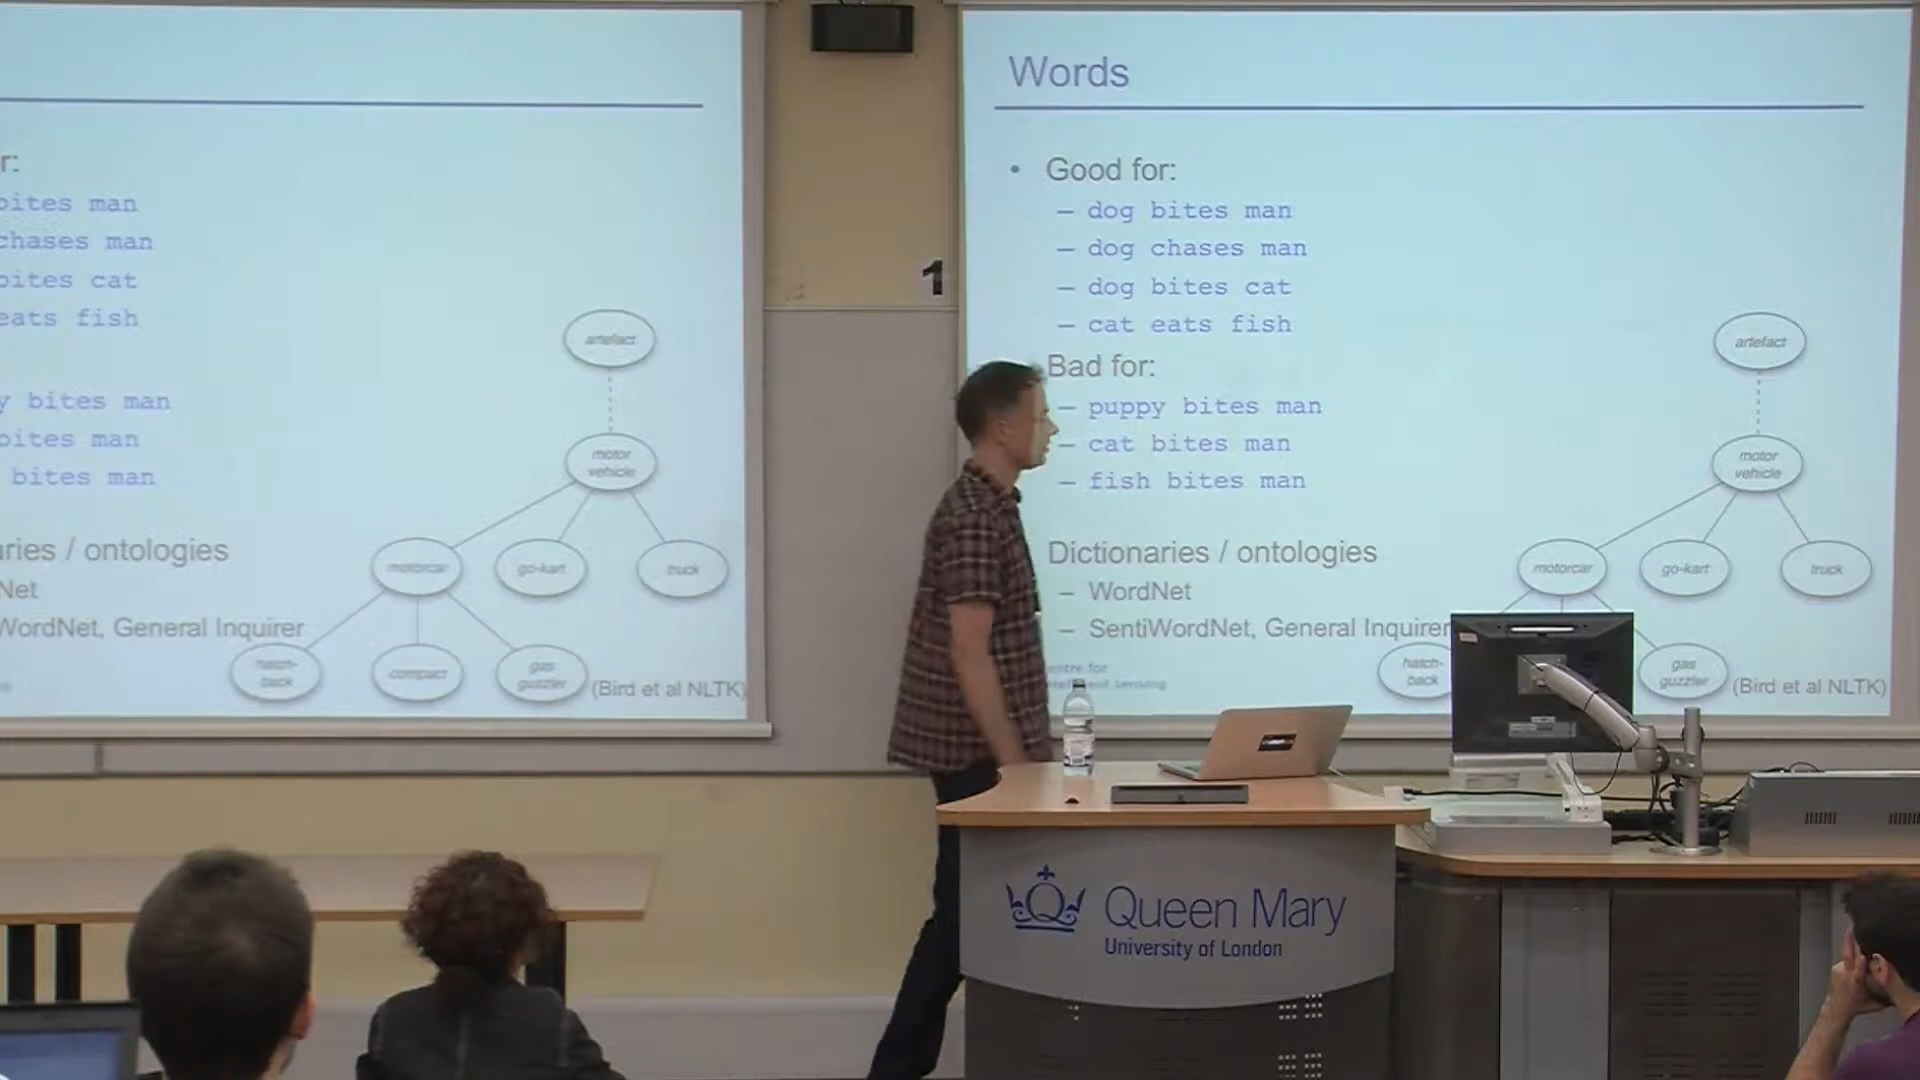 r:
bites man
chases man
bites cat
eats fish
y bites man
bites man
bites man
ries / ontologies
Net
WordNet, General Inquirer
artefact
motor
vehicle
motorcar
go-kart
truck
hatch-
back
compact
gas
guzzler
(Bird et al NLTK)
1
Words
• Good for:
– dog bites man
– dog chases man
– dog bites cat
– cat eats fish
Bad for:
– puppy bites man
– cat bites man
– fish bites man
Dictionaries / ontologies
– WordNet
– SentiWordNet, General Inquirer
artefact
motor
vehicle
motorcar
go-kart
truck
hatch-
back
gas
guzzler
(Bird et al NLTK)
entre for
sensing
Queen Mary
University of London